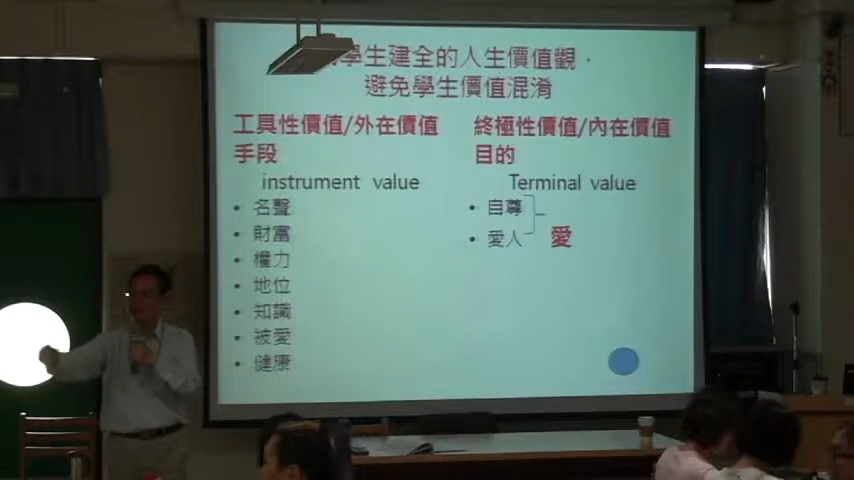 學生建全的人生價值觀，
避免學生價值混淆
工具性價值/外在價值
手段
instrument value
• 名聲
• 財富
• 權力
• 地位
• 知識
• 被愛
• 健康
終極性價值/內在價值
目的
Terminal value
• 自尊
• 愛人
愛